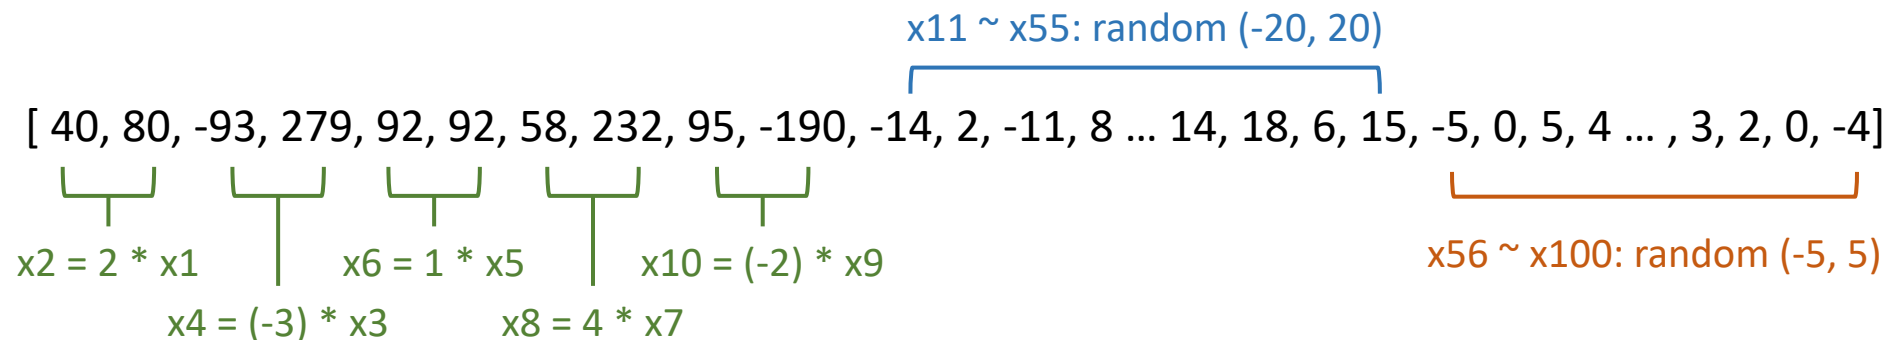 x11 ~ x55: random (-20, 20)
[ 40, 80, -93, 279, 92, 92, 58, 232, 95, -190, -14, 2, -11, 8 … 14, 18, 6, 15, -5, 0, 5, 4 … , 3, 2, 0, -4]
x2 = 2 * x1
x6 = 1 * x5
x10 = (-2) * x9
x56 ~ x100: random (-5, 5)
x4 = (-3) * x3
x8 = 4 * x7